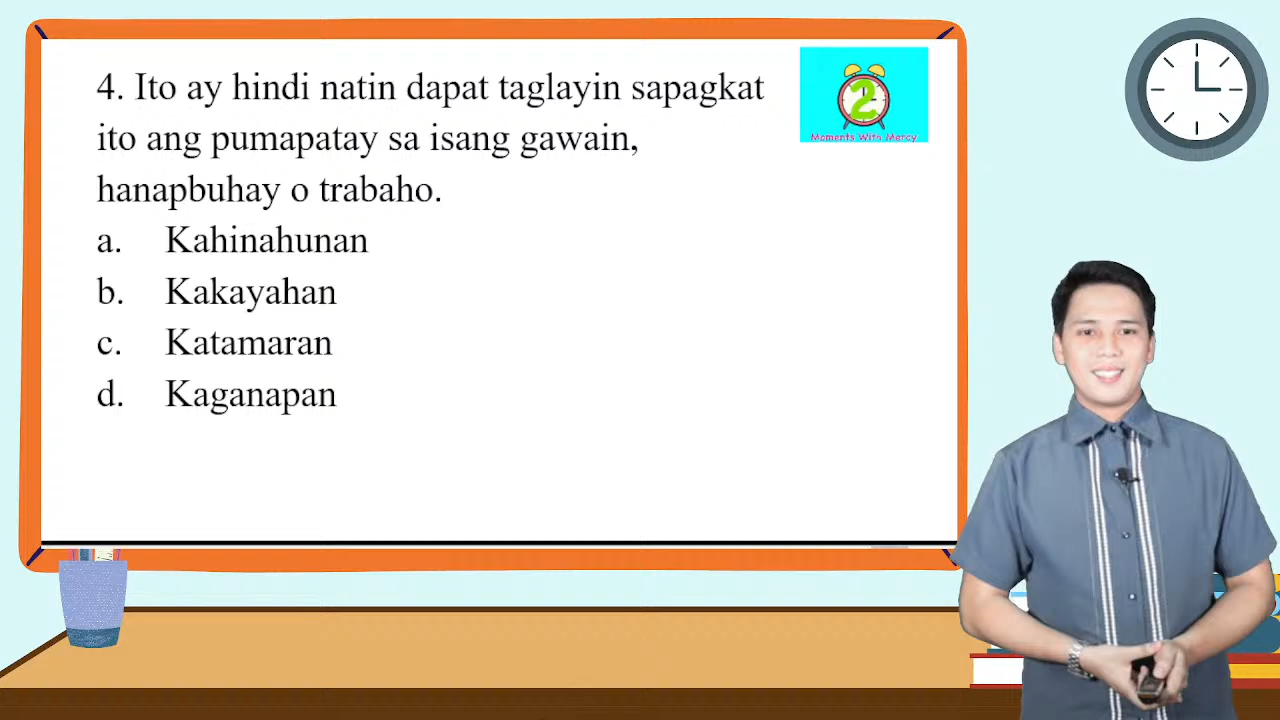 4. Ito ay hindi natin dapat taglayin sapagkat
ito ang pumapatay sa isang gawain,
hanapbuhay o trabaho.
a. Kahinahunan
b. Kakayahan
c. Katamaran
d. Kaganapan
2
Moments With Mercy